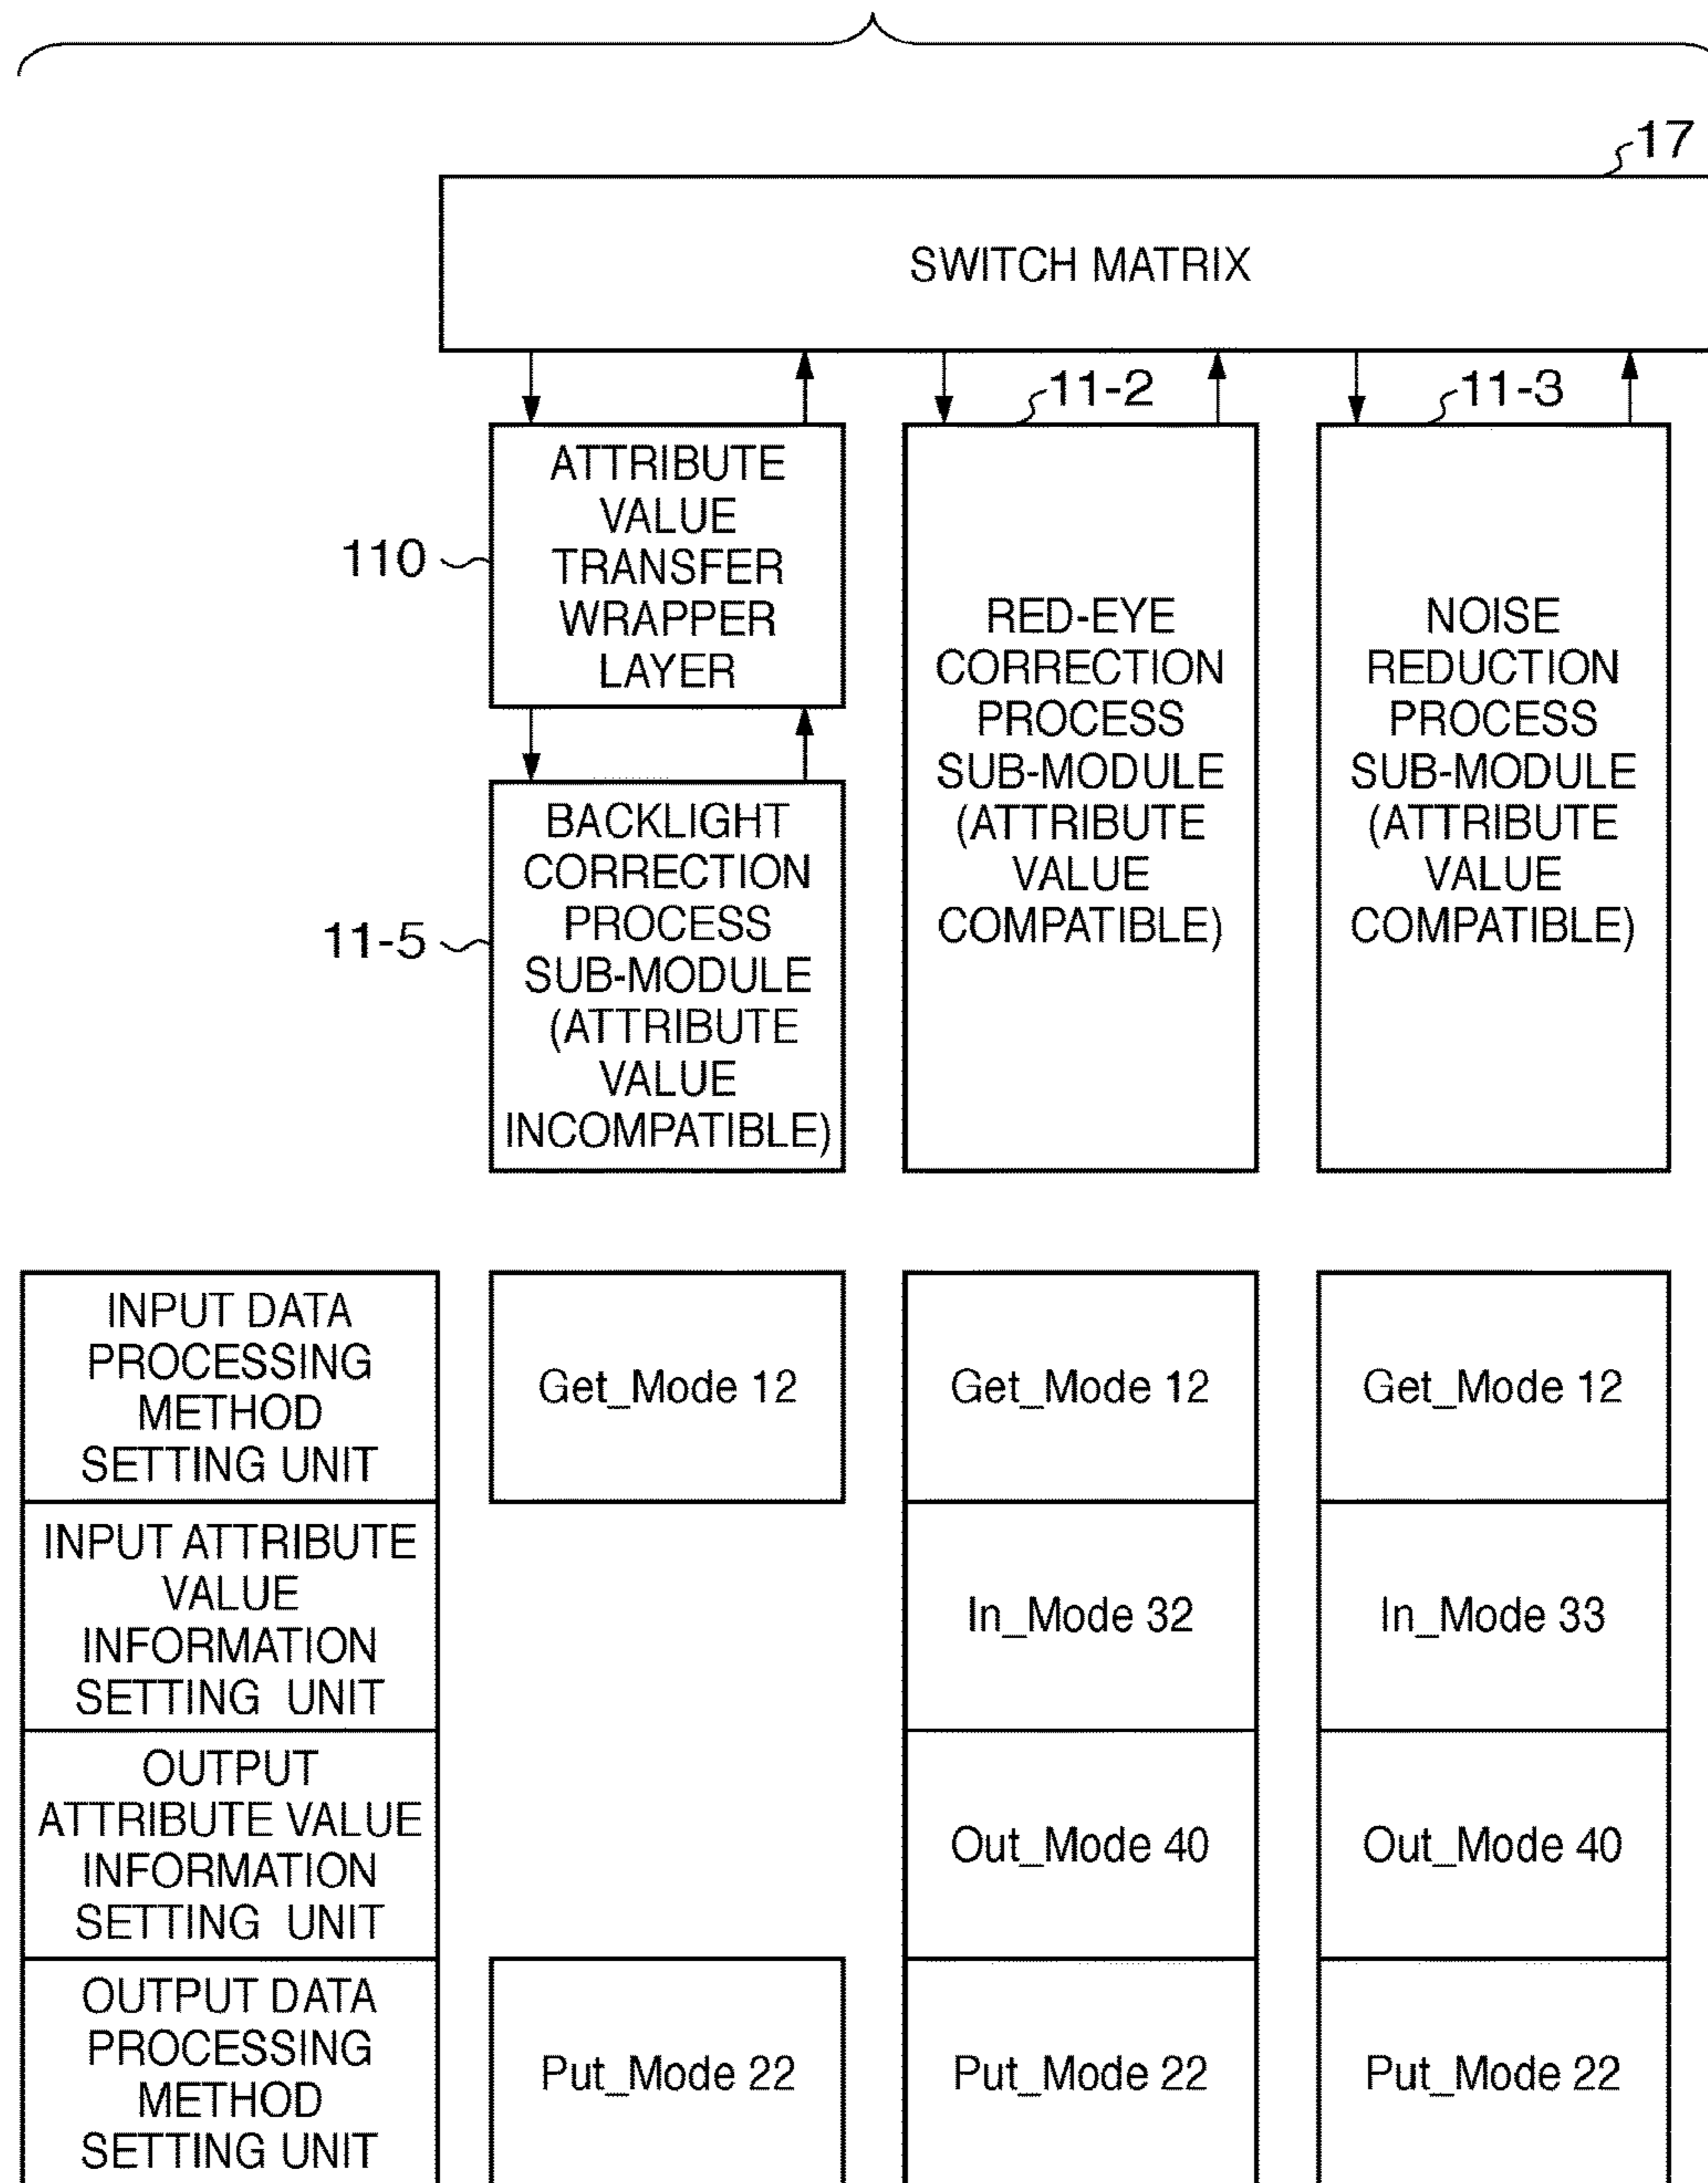 17
SWITCH MATRIX
11-2
11-3
110
ATTRIBUTE
VALUE
TRANSFER
WRAPPER
LAYER
11-5
BACKLIGHT
CORRECTION
PROCESS
SUB-MODULE
(ATTRIBUTE
VALUE
INCOMPATIBLE)
RED-EYE
CORRECTION
PROCESS
SUB-MODULE
(ATTRIBUTE
VALUE
COMPATIBLE)
NOISE
REDUCTION
PROCESS
SUB-MODULE
(ATTRIBUTE
VALUE
COMPATIBLE)
INPUT DATA
PROCESSING
METHOD
SETTING UNIT
Get_Mode 12
Get_Mode 12
Get_Mode 12
INPUT ATTRIBUTE
VALUE
INFORMATION
SETTING UNIT
In_Mode 32
In_Mode 33
OUTPUT
ATTRIBUTE VALUE
INFORMATION
SETTING UNIT
Out_Mode 40
Out_Mode 40
OUTPUT DATA
PROCESSING
METHOD
SETTING UNIT
Put_Mode 22
Put_Mode 22
Put_Mode 22